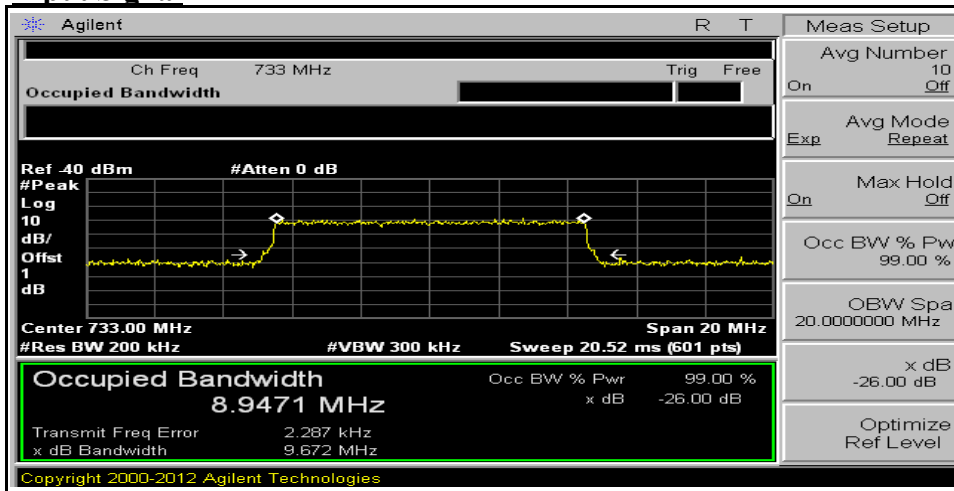 Agilent R T Meas Setup
Ch Freq 733 MHz Trig Free
Occupied Bandwidth
Avg Number
10
On Off
Avg Mode
Exp Repeat
Max Hold
On Off
Occ BW % Pw
99.00 %
OBW Spa
20.0000000 MHz
x dB
-26.00 dB
Optimize
Ref Level
Ref -40 dBm #Atten 0 dB
#Peak
Log
10
dB/
Offst
1
dB
Center 733.00 MHz Span 20 MHz
#Res BW 200 kHz #VBW 300 kHz Sweep 20.52 ms (601 pts)
Occupied Bandwidth Occ BW % Pwr 99.00 %
8.9471 MHz x dB -26.00 dB
Transmit Freq Error 2.287 kHz
x dB Bandwidth 9.672 MHz
Copyright 2000-2012 Agilent Technologies